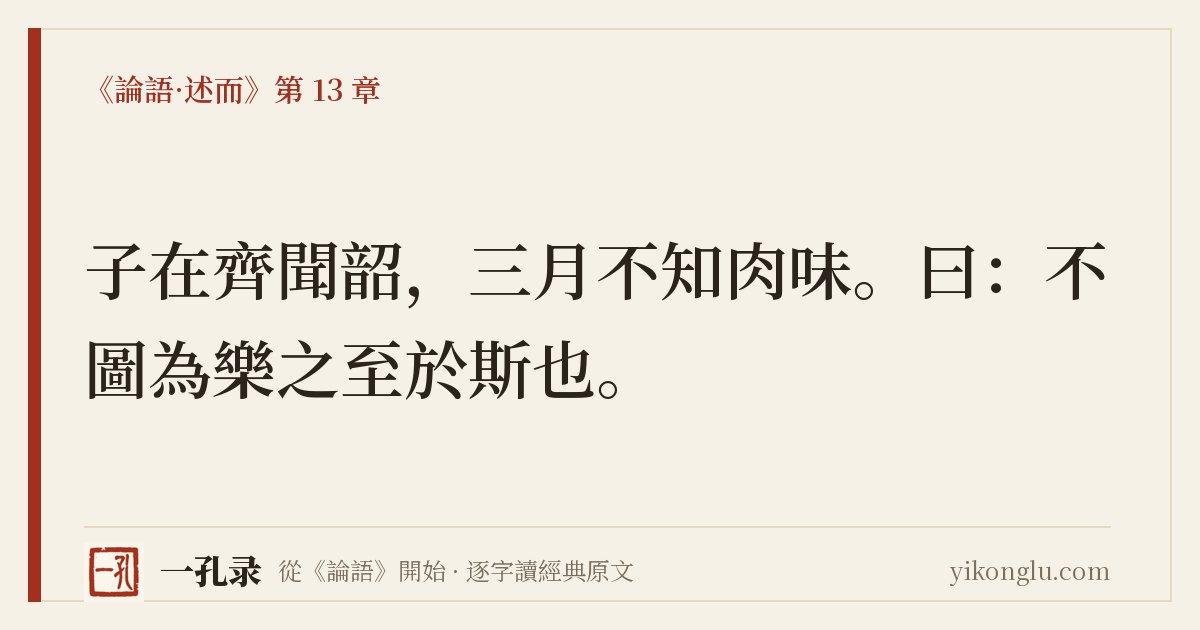 《論語·述而》第 13 章
子在齊聞韶，三月不知肉味。曰：不
圖為樂之至於斯也。
一孔
一孔录
從《論語》開始 · 逐字讀經典原文
yikonglu.com